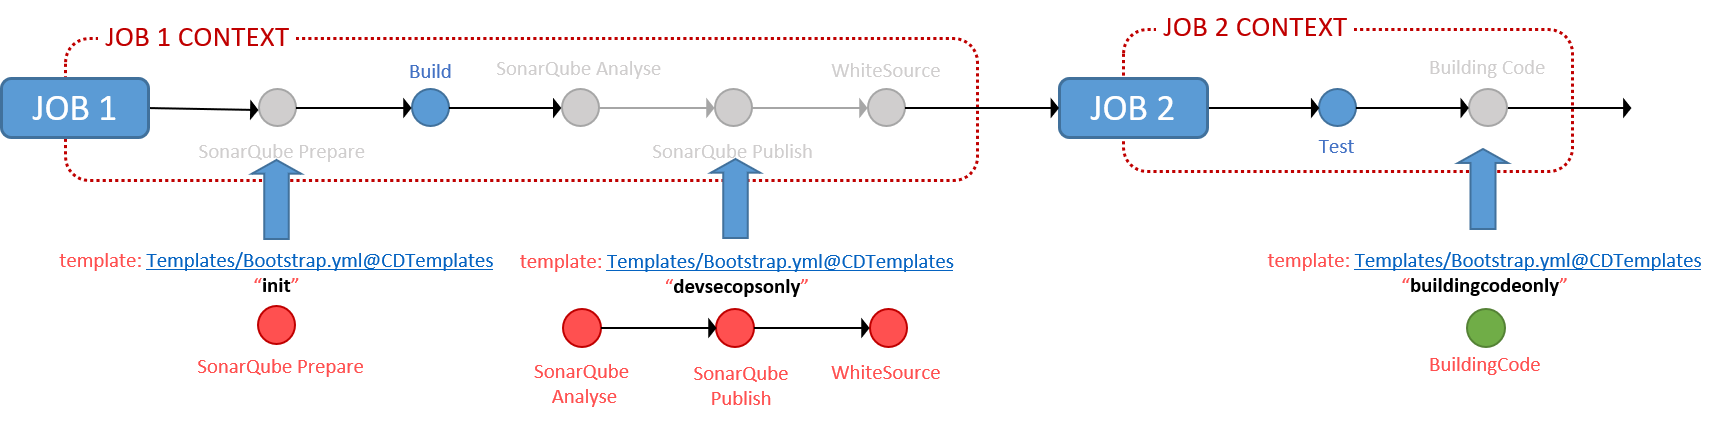 JOB 1 CONTEXT
JOB 2 CONTEXT
Build
SonarQube Analyse
WhiteSource
Building Code
JOB 1
JOB 2
SonarQube Prepare
SonarQube Publish
Test
template: Templates/Bootstrap.yml@CDTemplates
“init”
SonarQube Prepare
template: Templates/Bootstrap.yml@CDTemplates
“devsecopsonly”
SonarQube
Analyse
SonarQube
Publish
WhiteSource
template: Templates/Bootstrap.yml@CDTemplates
“buildingcodeonly”
BuildingCode